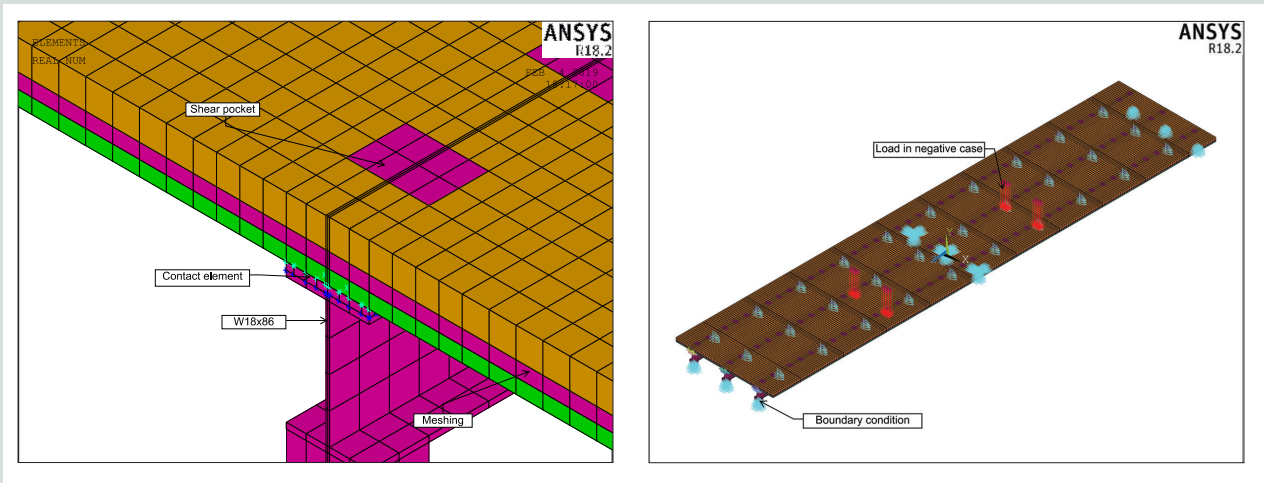 ANSYS
R18.2
ELEMENTS
REAL NUM
Shear pocket
Contact element
W18x86
Meshing
ANSYS
R18.2
Load in negative case
Y
Z
X
Boundary condition